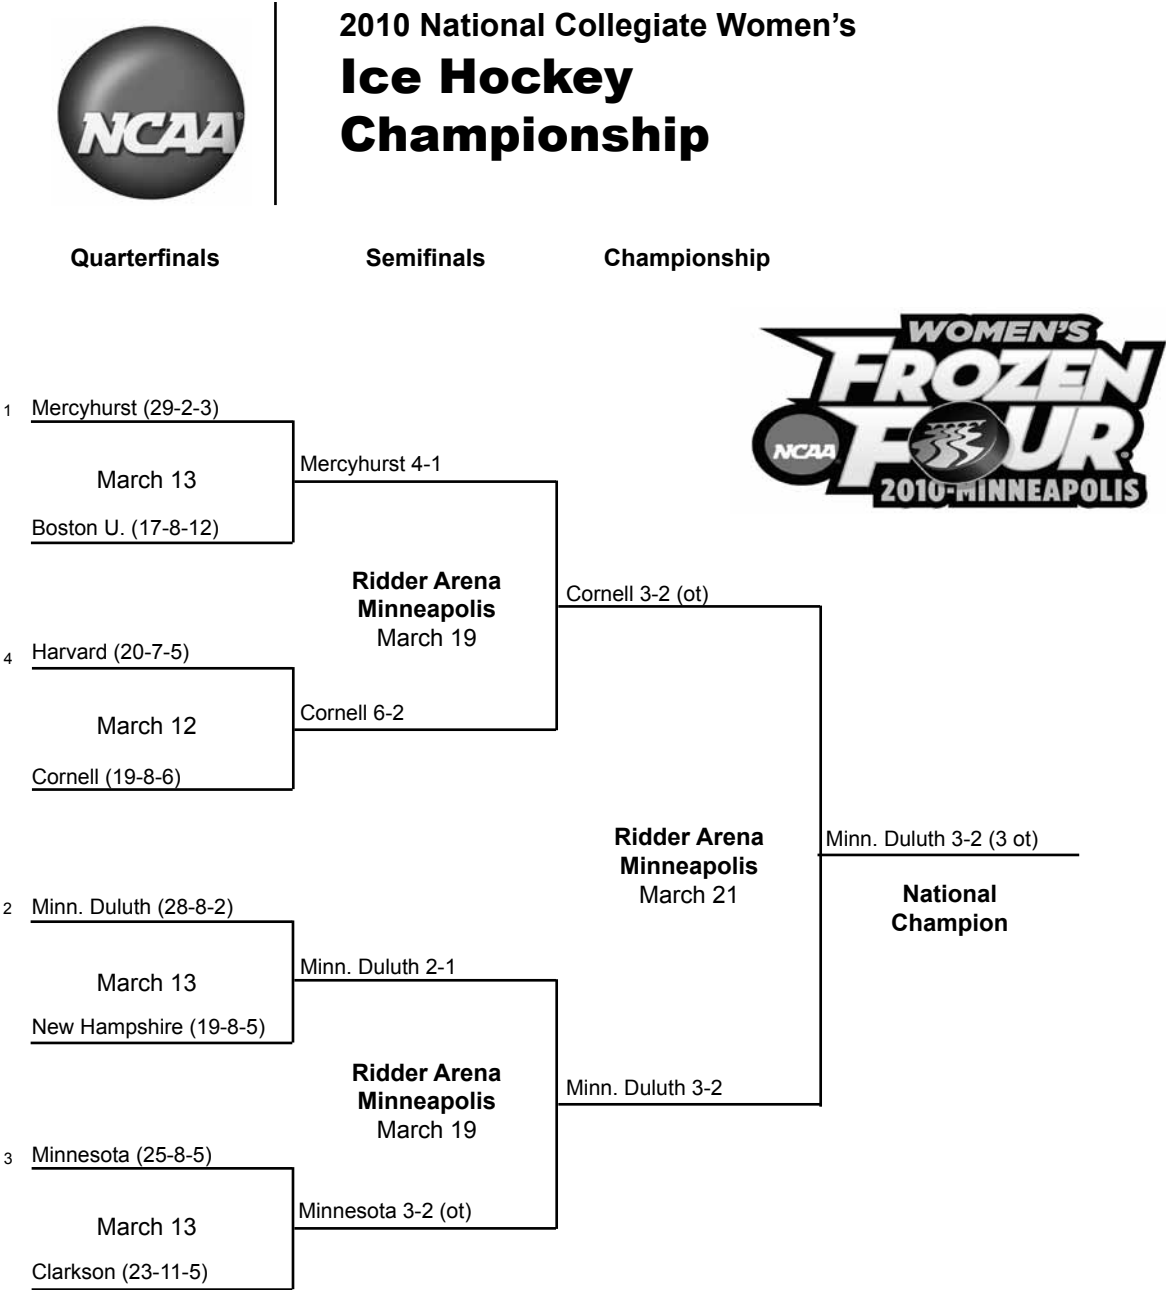 2010 National Collegiate Women's
Ice Hockey
Championship
NCAA
Quarterfinals
Semifinals
Championship
WOMEN'S
FROZEN
FOUR
NCAA
2010-MINNEAPOLIS
1 Mercyhurst (29-2-3)
March 13
Boston U. (17-8-12)
Mercyhurst 4-1
Ridder Arena
Minneapolis
March 19
Cornell 3-2 (ot)
4 Harvard (20-7-5)
March 12
Cornell (19-8-6)
Cornell 6-2
Ridder Arena
Minneapolis
March 21
Minn. Duluth 3-2 (3 ot)
National
Champion
2 Minn. Duluth (28-8-2)
March 13
New Hampshire (19-8-5)
Minn. Duluth 2-1
Ridder Arena
Minneapolis
March 19
Minn. Duluth 3-2
3 Minnesota (25-8-5)
March 13
Clarkson (23-11-5)
Minnesota 3-2 (ot)